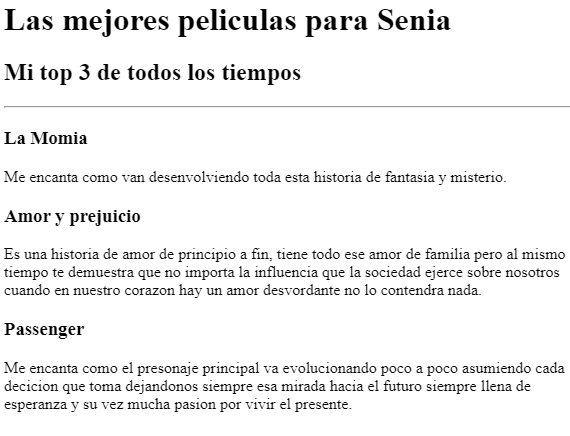 Las mejores peliculas para Senia
Mi top 3 de todos los tiempos
La Momia
Me encanta como van desenvolviendo toda esta historia de fantasia y misterio.
Amor y prejuicio
Es una historia de amor de principio a fin, tiene todo ese amor de familia pero al mismo
tiempo te demuestra que no importa la influencia que la sociedad ejerce sobre nosotros
cuando en nuestro corazon hay un amor desvordante no lo contendra nada.
Passenger
Me encanta como el presonaje principal va evolucionando poco a poco asumiendo cada
decicion que toma dejandonos siempre esa mirada hacia el futuro siempre llena de
esperanza y su vez mucha pasion por vivir el presente.